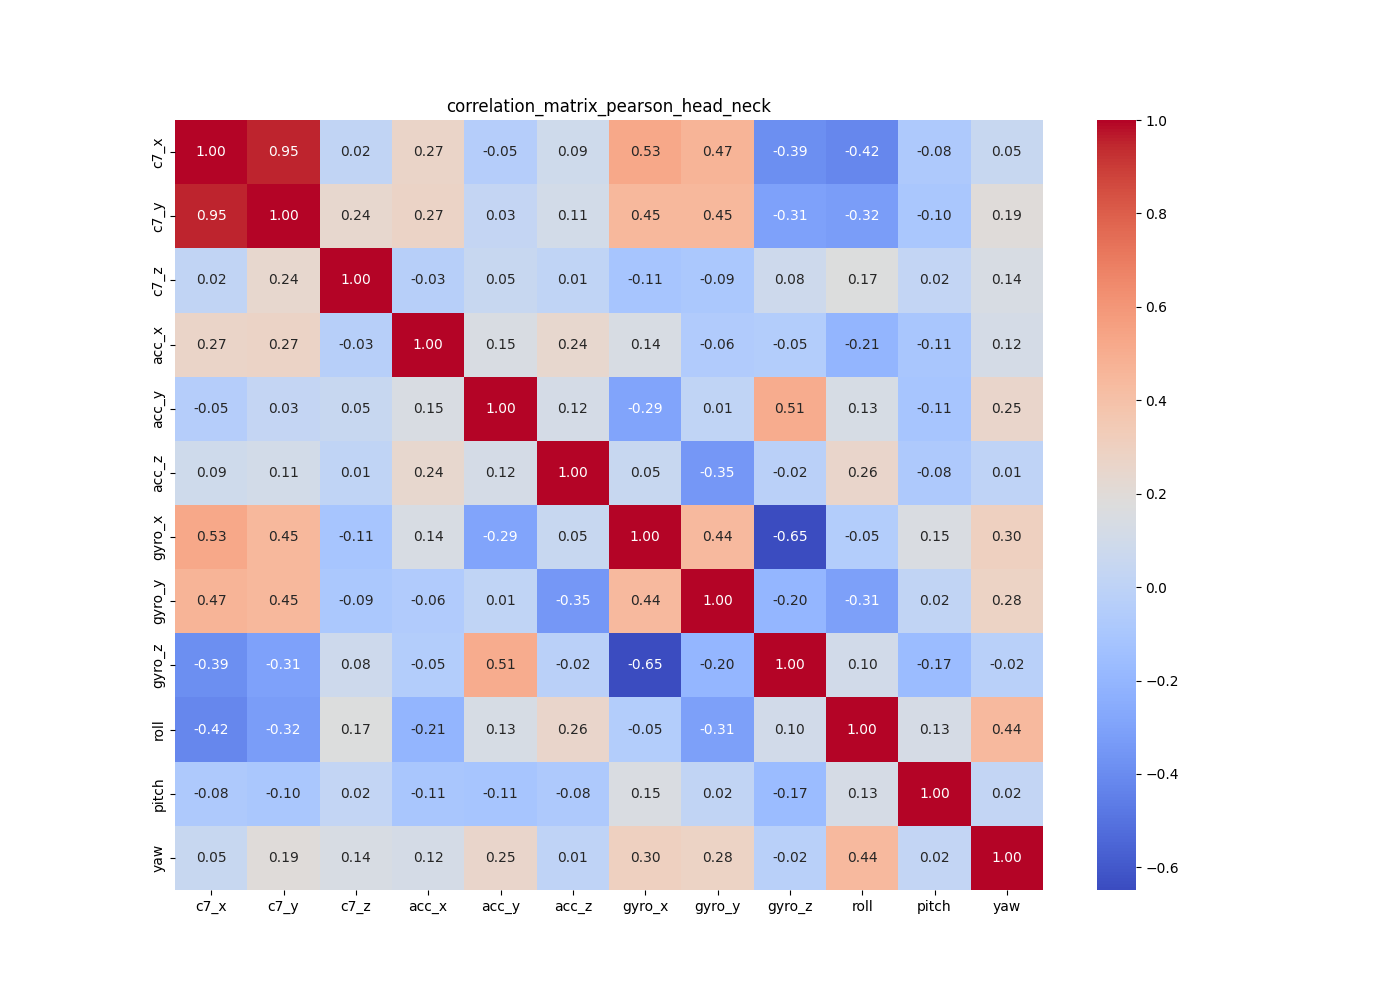 correlation_matrix_pearson_head_neck
c7_x 1.00 0.95 0.02 0.27 -0.05 0.09 0.53 0.47 -0.39 -0.42 -0.08 0.05
c7_y 0.95 1.00 0.24 0.27 0.03 0.11 0.45 0.45 -0.31 -0.32 -0.10 0.19
c7_z 0.02 0.24 1.00 -0.03 0.05 0.01 -0.11 -0.09 0.08 0.17 0.02 0.14
acc_x 0.27 0.27 -0.03 1.00 0.15 0.24 0.14 -0.06 -0.05 -0.21 -0.11 0.12
acc_y -0.05 0.03 0.05 0.15 1.00 0.12 -0.29 0.01 0.51 0.13 -0.11 0.25
acc_z 0.09 0.11 0.01 0.24 0.12 1.00 0.05 -0.35 -0.02 0.26 -0.08 0.01
gyro_x 0.53 0.45 -0.11 0.14 -0.29 0.05 1.00 0.44 -0.65 -0.05 0.15 0.30
gyro_y 0.47 0.45 -0.09 -0.06 0.01 -0.35 0.44 1.00 -0.20 -0.31 0.02 0.28
gyro_z -0.39 -0.31 0.08 -0.05 0.51 -0.02 -0.65 -0.20 1.00 0.10 -0.17 -0.02
roll -0.42 -0.32 0.17 -0.21 0.13 0.26 -0.05 -0.31 0.10 1.00 0.13 0.44
pitch -0.08 -0.10 0.02 -0.11 -0.11 -0.08 0.15 0.02 -0.17 0.13 1.00 0.02
yaw 0.05 0.19 0.14 0.12 0.25 0.01 0.30 0.28 -0.02 0.44 0.02 1.00
c7_x c7_y c7_z acc_x acc_y acc_z gyro_x gyro_y gyro_z roll pitch yaw
1.0
0.8
0.6
0.4
0.2
0.0
−0.2
−0.4
−0.6